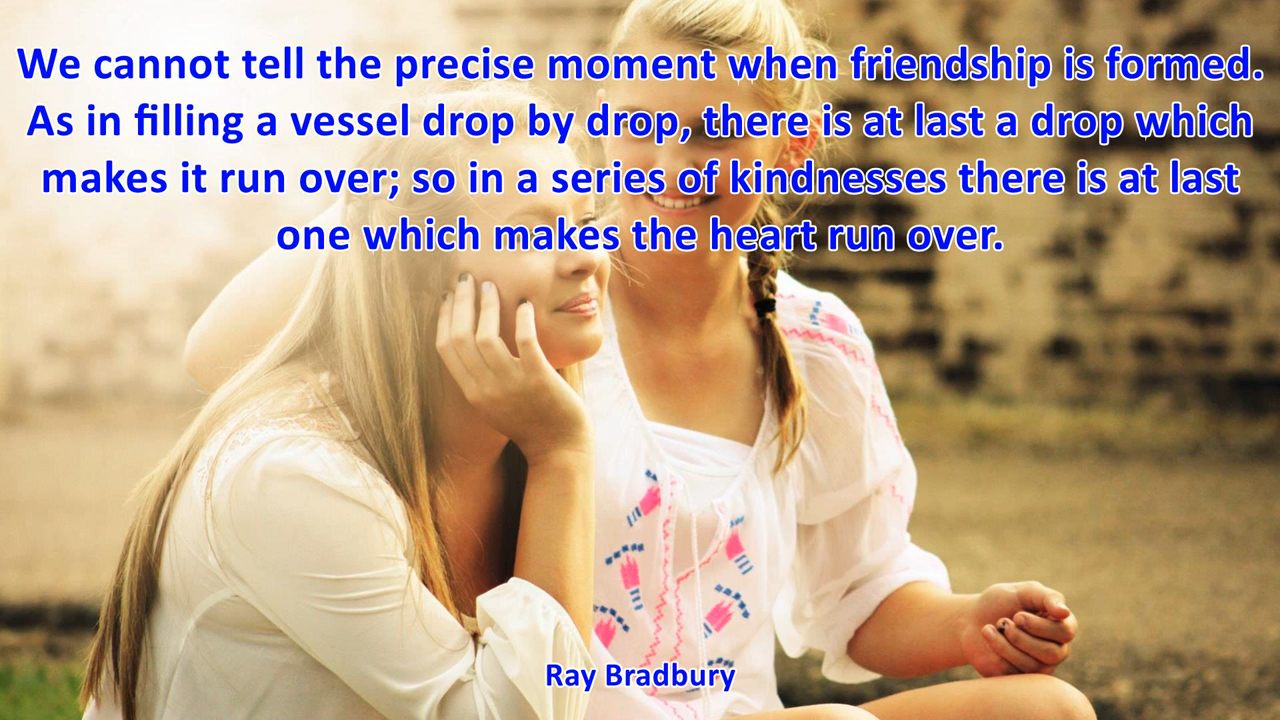 We cannot tell the precise moment when friendship is formed.
As in filling a vessel drop by drop, there is at last a drop which
makes it run over; so in a series of kindnesses there is at last
one which makes the heart run over.
Ray Bradbury